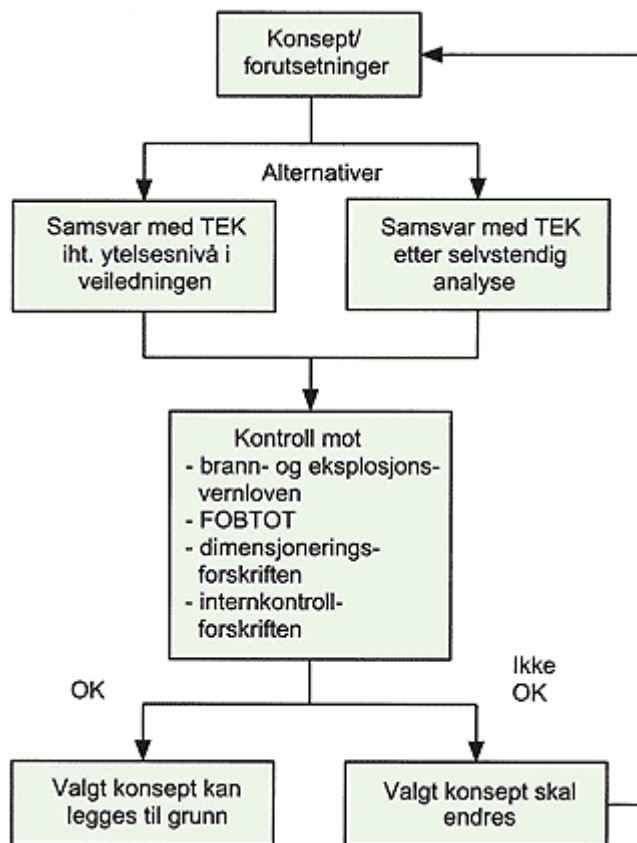 Konsept/
forutsetninger
Alternativer
Samsvar med TEK
iht. ytelsesnivå i
veiledningen
Samsvar med TEK
etter selvstendig
analyse
Kontroll mot
- brann- og eksplosjons-
vernloven
- FOBTOT
- dimensjonerings-
forskriften
- internkontroll-
forskriften
OK
Ikke
OK
Valgt konsept kan
legges til grunn
Valgt konsept skal
endres